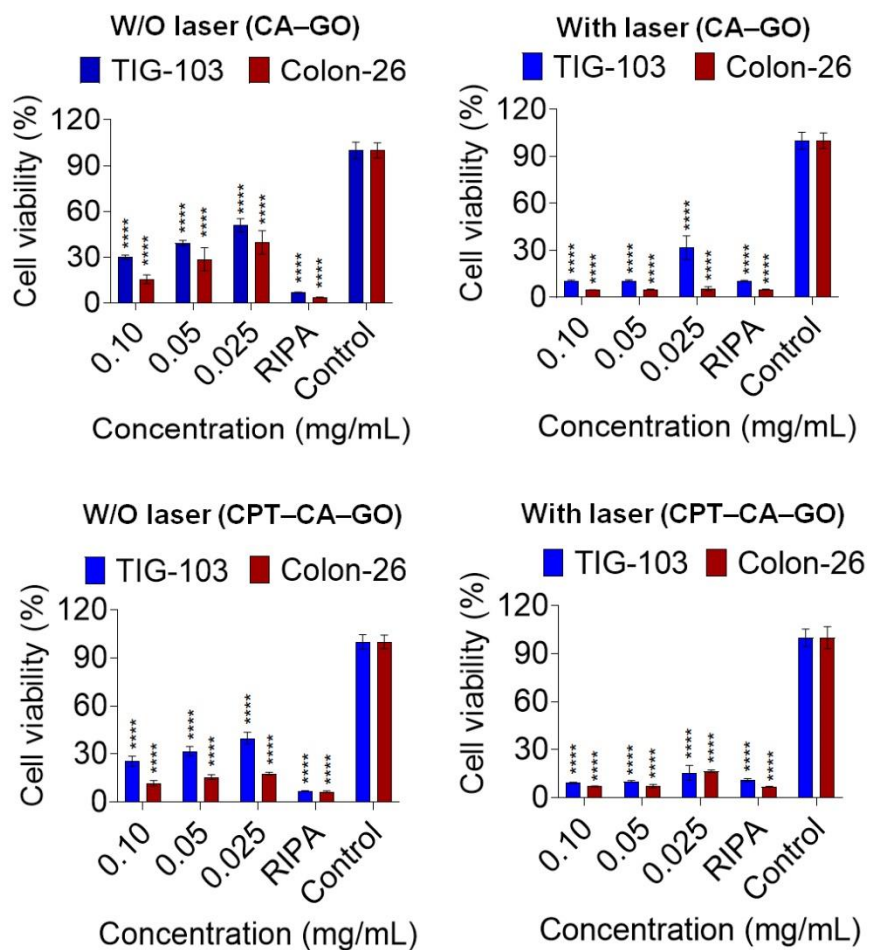 W/O laser (CA–GO)
TIG-103 Colon-26
Cell viability (%)
120
90
60
30
0
**** **** **** **** **** **** **** ****
0.10 0.05 0.025 RIPA Control
Concentration (mg/mL)
With laser (CA–GO)
TIG-103 Colon-26
Cell viability (%)
120
90
60
30
0
**** **** **** **** **** **** **** ****
0.10 0.05 0.025 RIPA Control
Concentration (mg/mL)
W/O laser (CPT–CA–GO)
TIG-103 Colon-26
Cell viability (%)
120
90
60
30
0
**** **** **** **** **** **** **** ****
0.10 0.05 0.025 RIPA Control
Concentration (mg/mL)
With laser (CPT–CA–GO)
TIG-103 Colon-26
Cell viability (%)
120
90
60
30
0
**** **** **** **** **** **** **** ****
0.10 0.05 0.025 RIPA Control
Concentration (mg/mL)